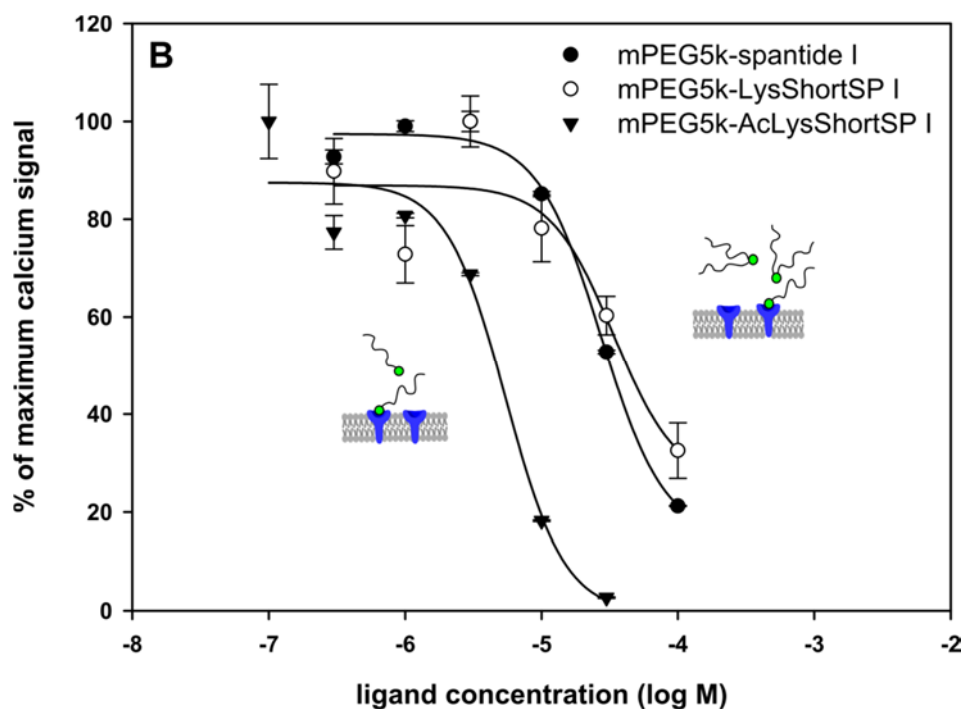 B
mPEG5k-spantide I
mPEG5k-LysShortSP I
mPEG5k-AcLysShortSP I
% of maximum calcium signal
120
100
80
60
40
20
0
-8 -7 -6 -5 -4 -3 -2
ligand concentration (log M)